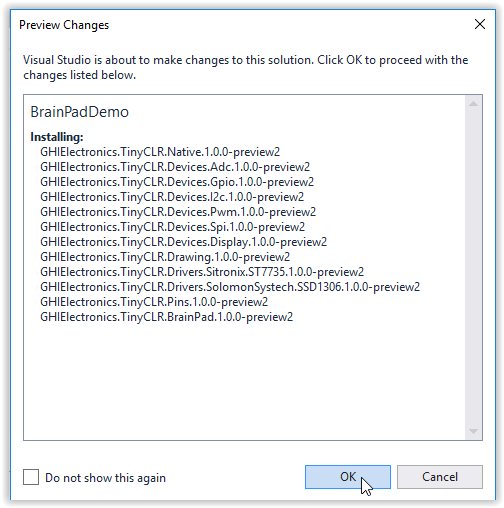 Preview Changes
Visual Studio is about to make changes to this solution. Click OK to proceed with the
changes listed below.
BrainPadDemo
Installing:
GHIElectronics.TinyCLR.Native.1.0.0-preview2
GHIElectronics.TinyCLR.Devices.Adc.1.0.0-preview2
GHIElectronics.TinyCLR.Devices.Gpio.1.0.0-preview2
GHIElectronics.TinyCLR.Devices.I2c.1.0.0-preview2
GHIElectronics.TinyCLR.Devices.Pwm.1.0.0-preview2
GHIElectronics.TinyCLR.Devices.Spi.1.0.0-preview2
GHIElectronics.TinyCLR.Devices.Display.1.0.0-preview2
GHIElectronics.TinyCLR.Drawing.1.0.0-preview2
GHIElectronics.TinyCLR.Drivers.Sitronix.ST7735.1.0.0-preview2
GHIElectronics.TinyCLR.Drivers.SolomonSystech.SSD1306.1.0.0-preview2
GHIElectronics.TinyCLR.Pins.1.0.0-preview2
GHIElectronics.TinyCLR.BrainPad.1.0.0-preview2
Do not show this again
OK
Cancel